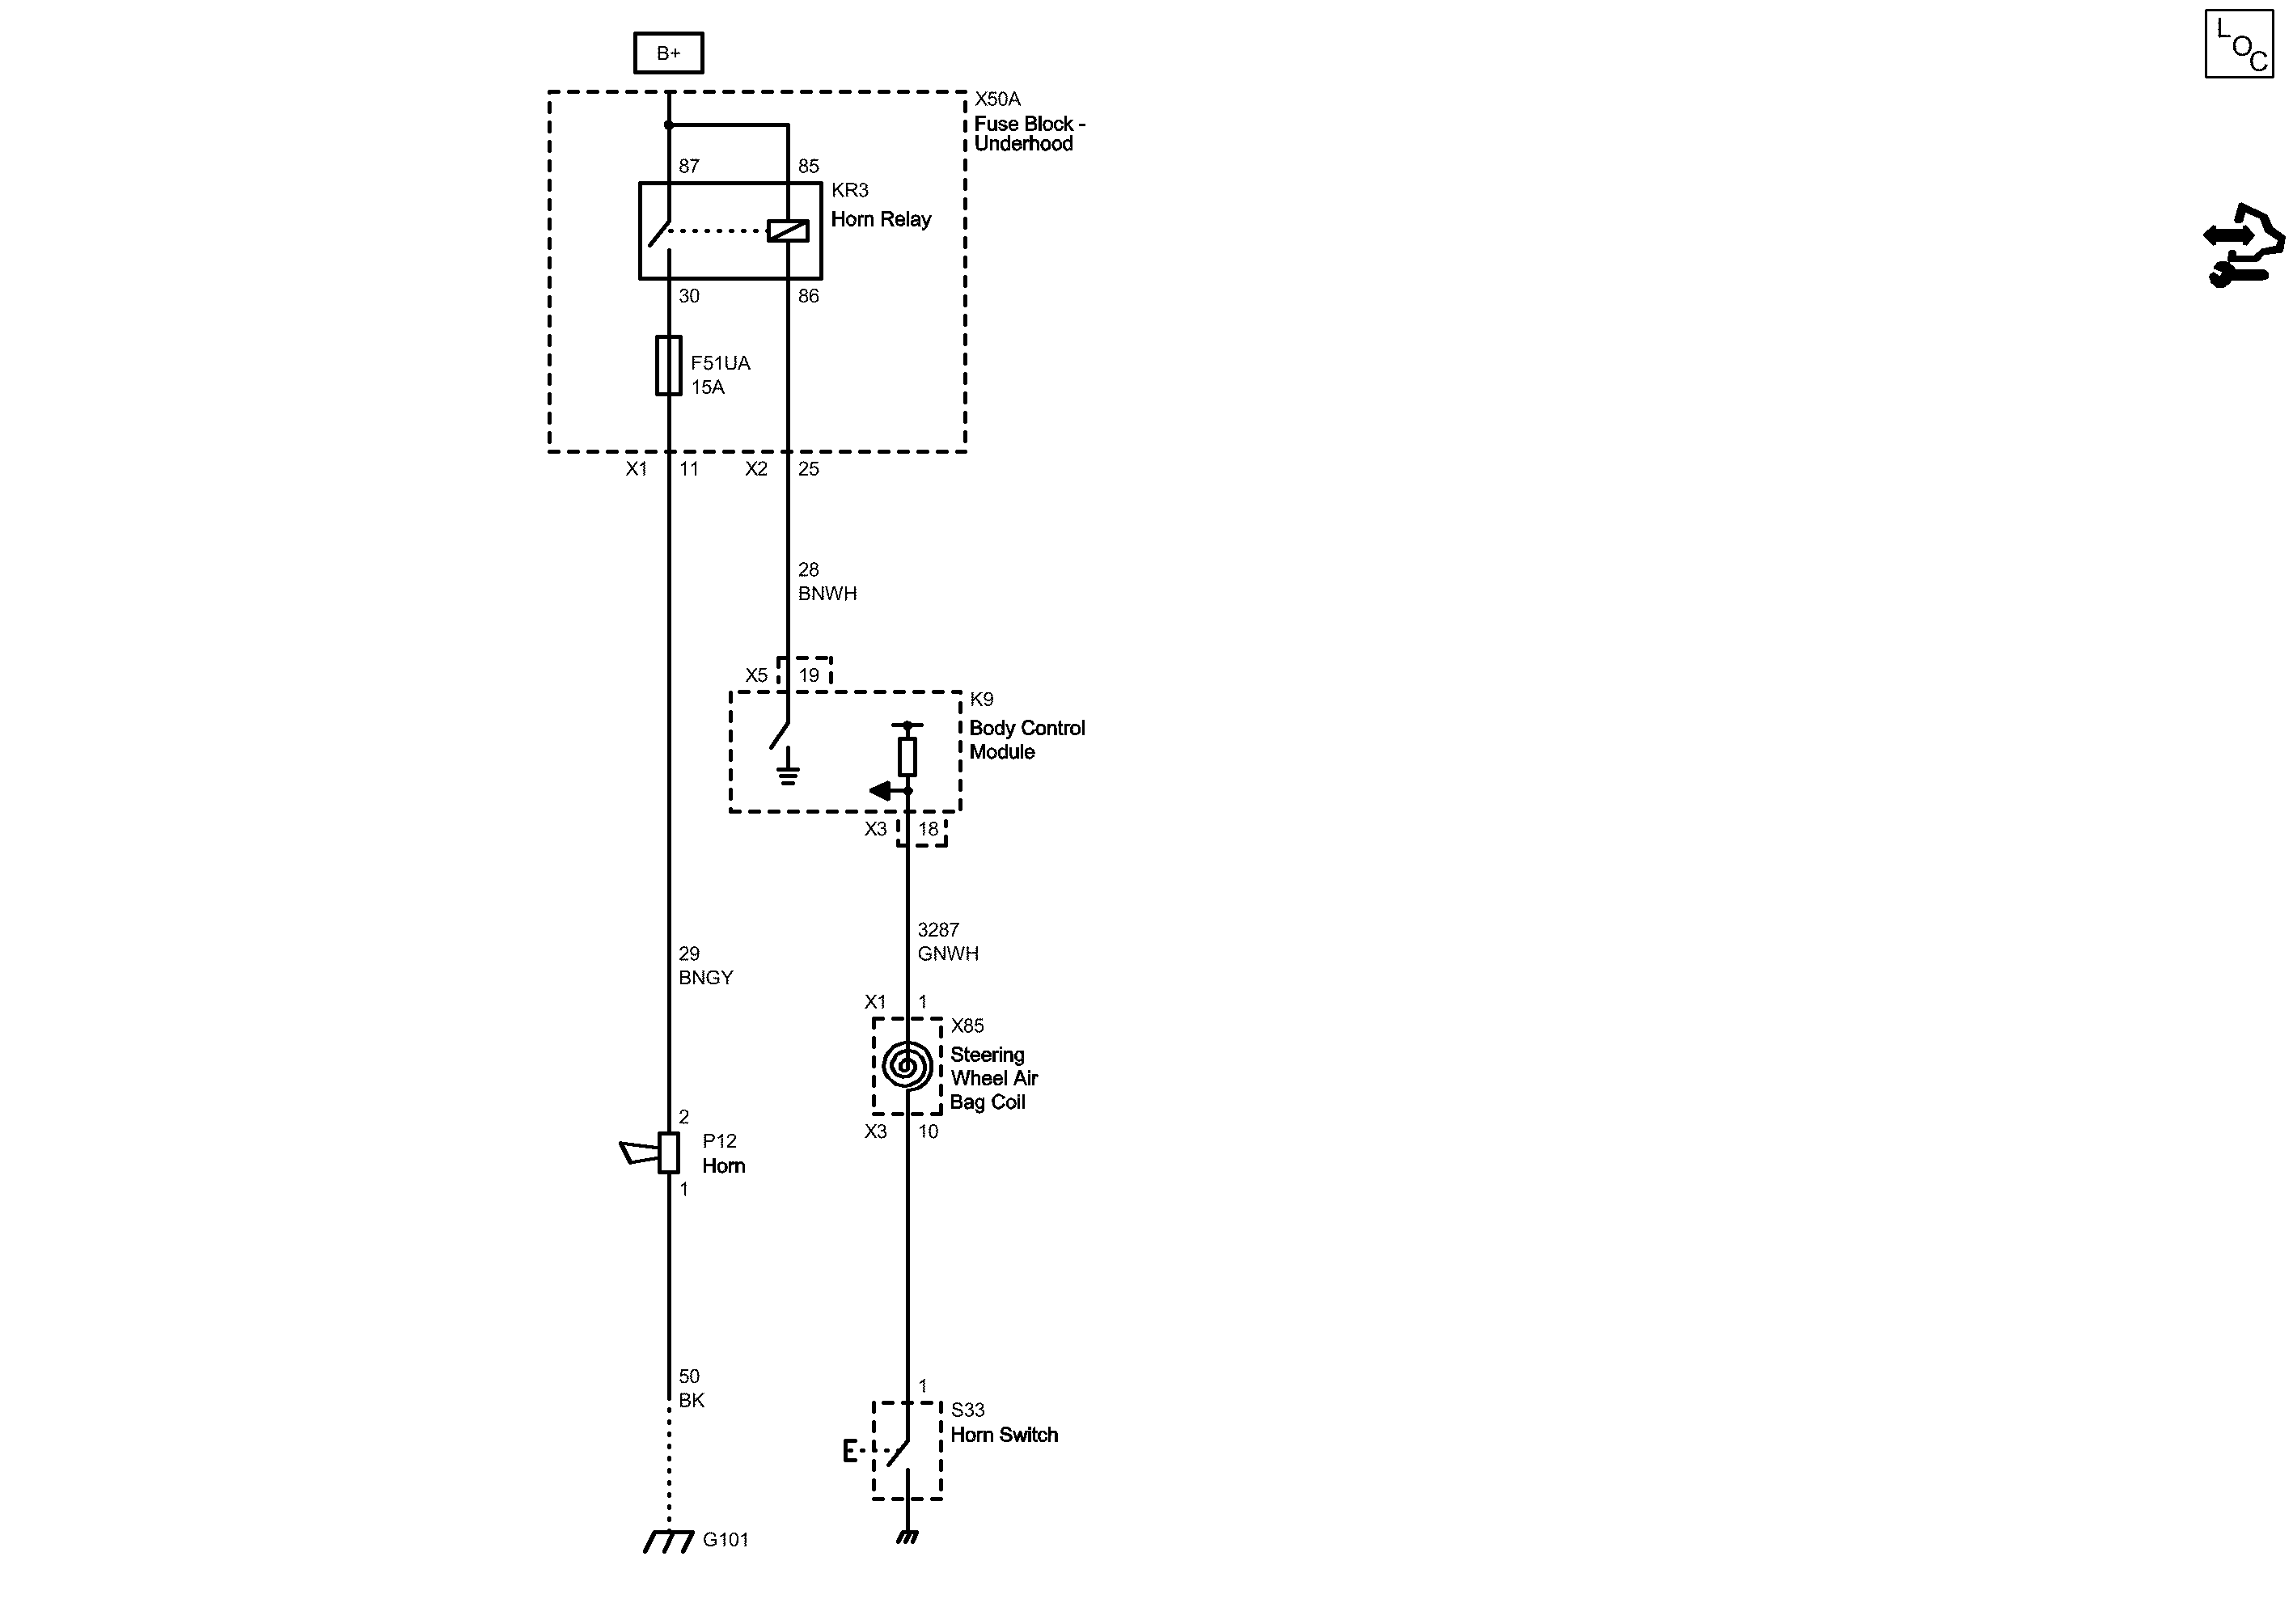 B+
LOC
X50A
Fuse Block -
Underhood
87
85
KR3
Horn Relay
30
86
F51UA
15A
X1 11
X2 25
28
BNWH
X5 19
K9
Body Control
Module
X3 18
3287
GNWH
29
BNGY
X1 1
X85
Steering
Wheel Air
Bag Coil
X3 10
2
P12
Horn
1
50
BK
1
S33
Horn Switch
G101